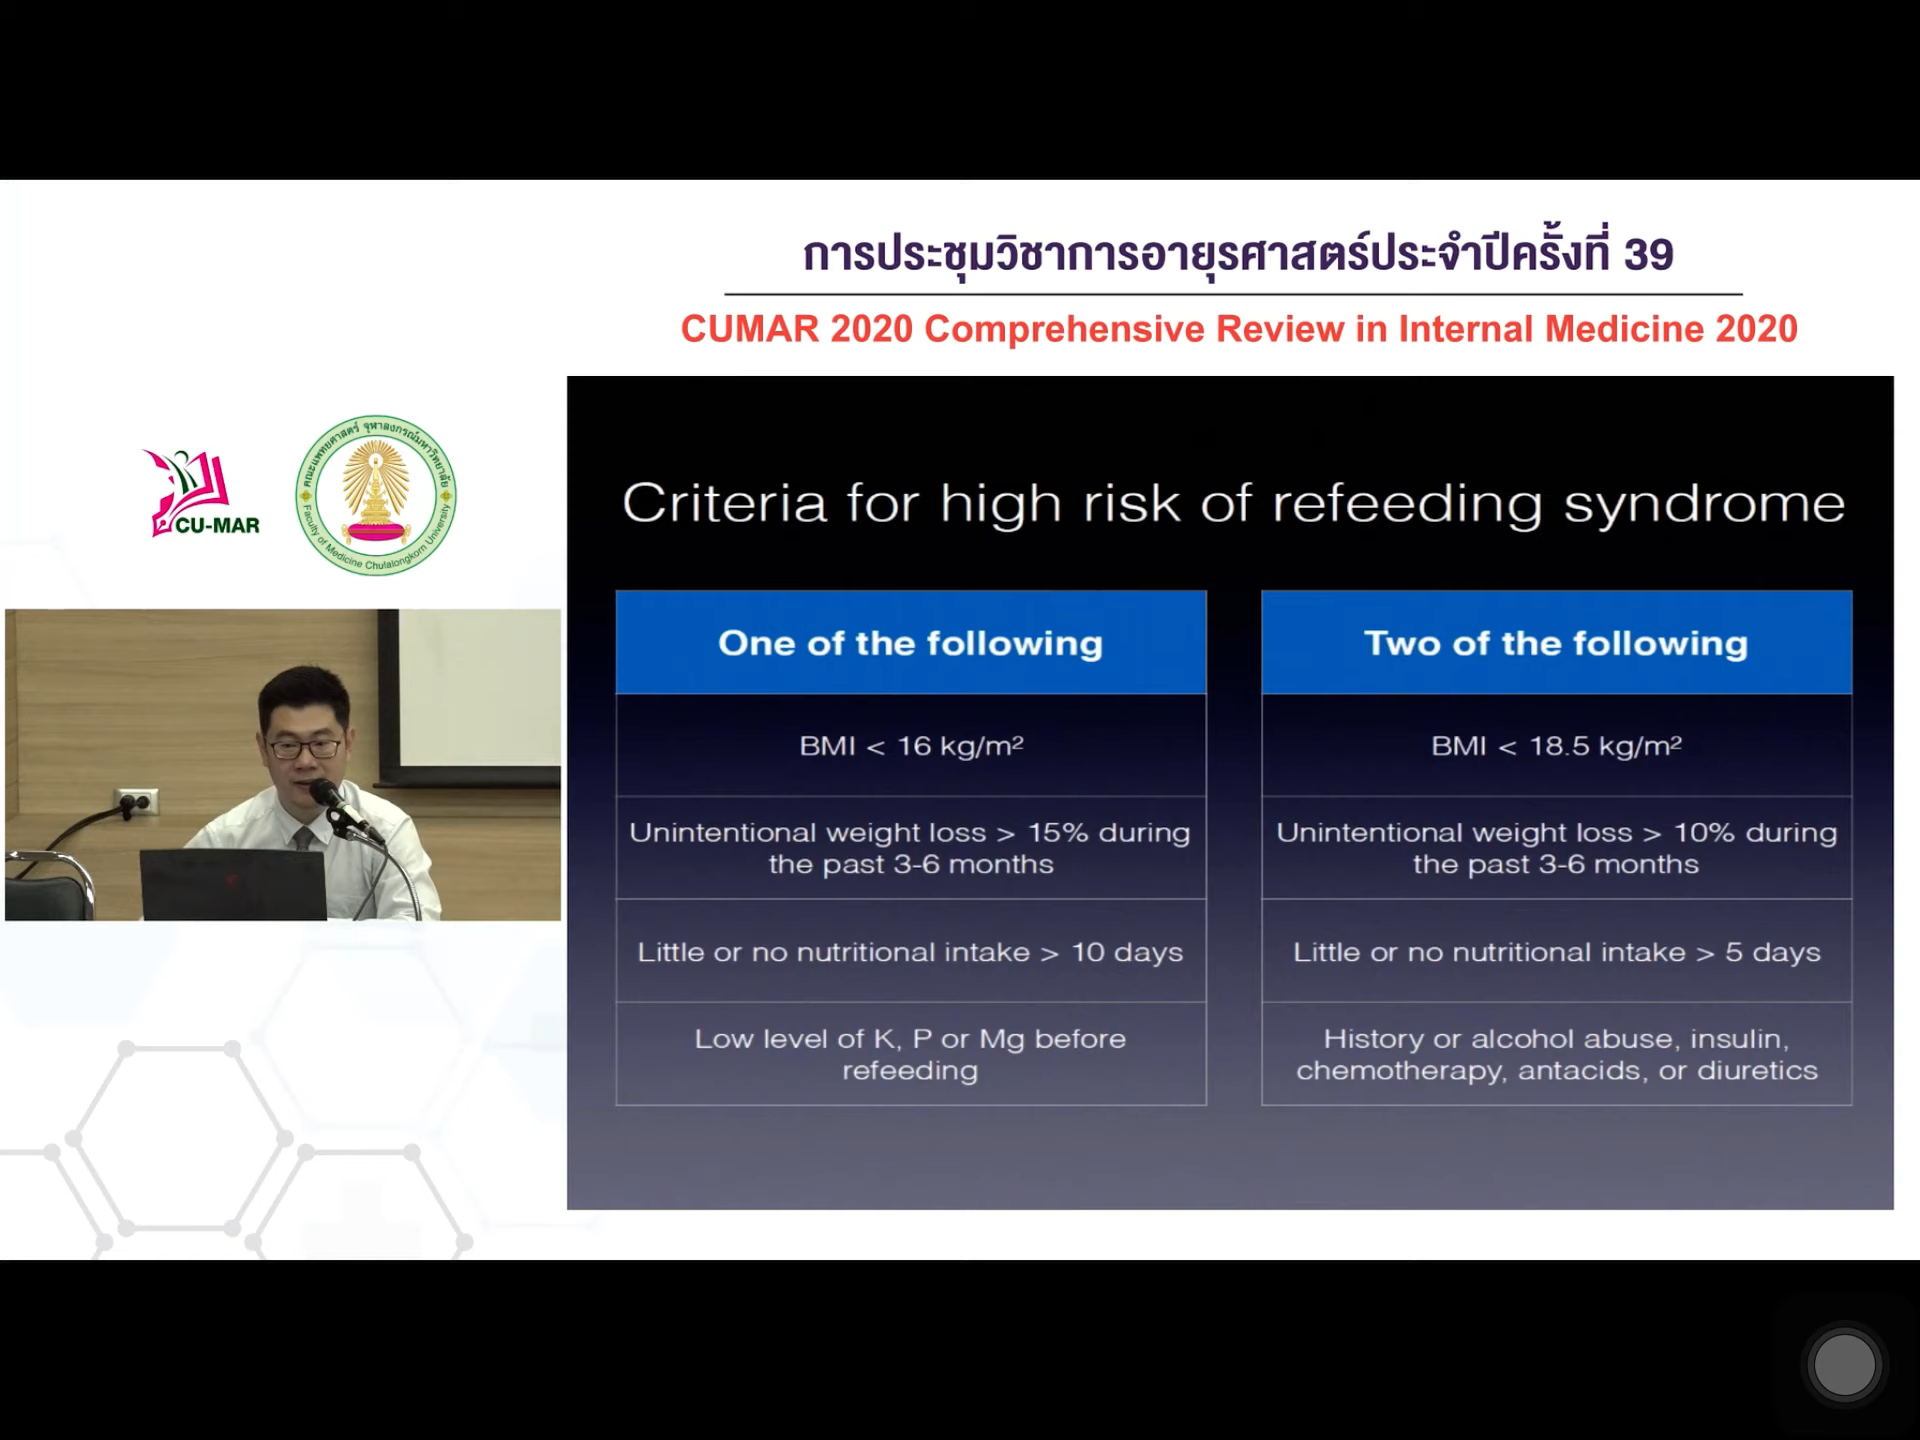 การประชุมวิชาการอายุรศาสตร์ประจำปีครั้งที่ 39
CUMAR 2020 Comprehensive Review in Internal Medicine 2020
CU-MAR
คณะแพทยศาสตร์ จุฬาลงกรณ์มหาวิทยาลัย
Faculty of Medicine Chulalongkorn University
Criteria for high risk of refeeding syndrome
One of the following
BMI < 16 kg/m²
Unintentional weight loss > 15% during
the past 3-6 months
Little or no nutritional intake > 10 days
Low level of K, P or Mg before
refeeding
Two of the following
BMI < 18.5 kg/m²
Unintentional weight loss > 10% during
the past 3-6 months
Little or no nutritional intake > 5 days
History or alcohol abuse, insulin,
chemotherapy, antacids, or diuretics